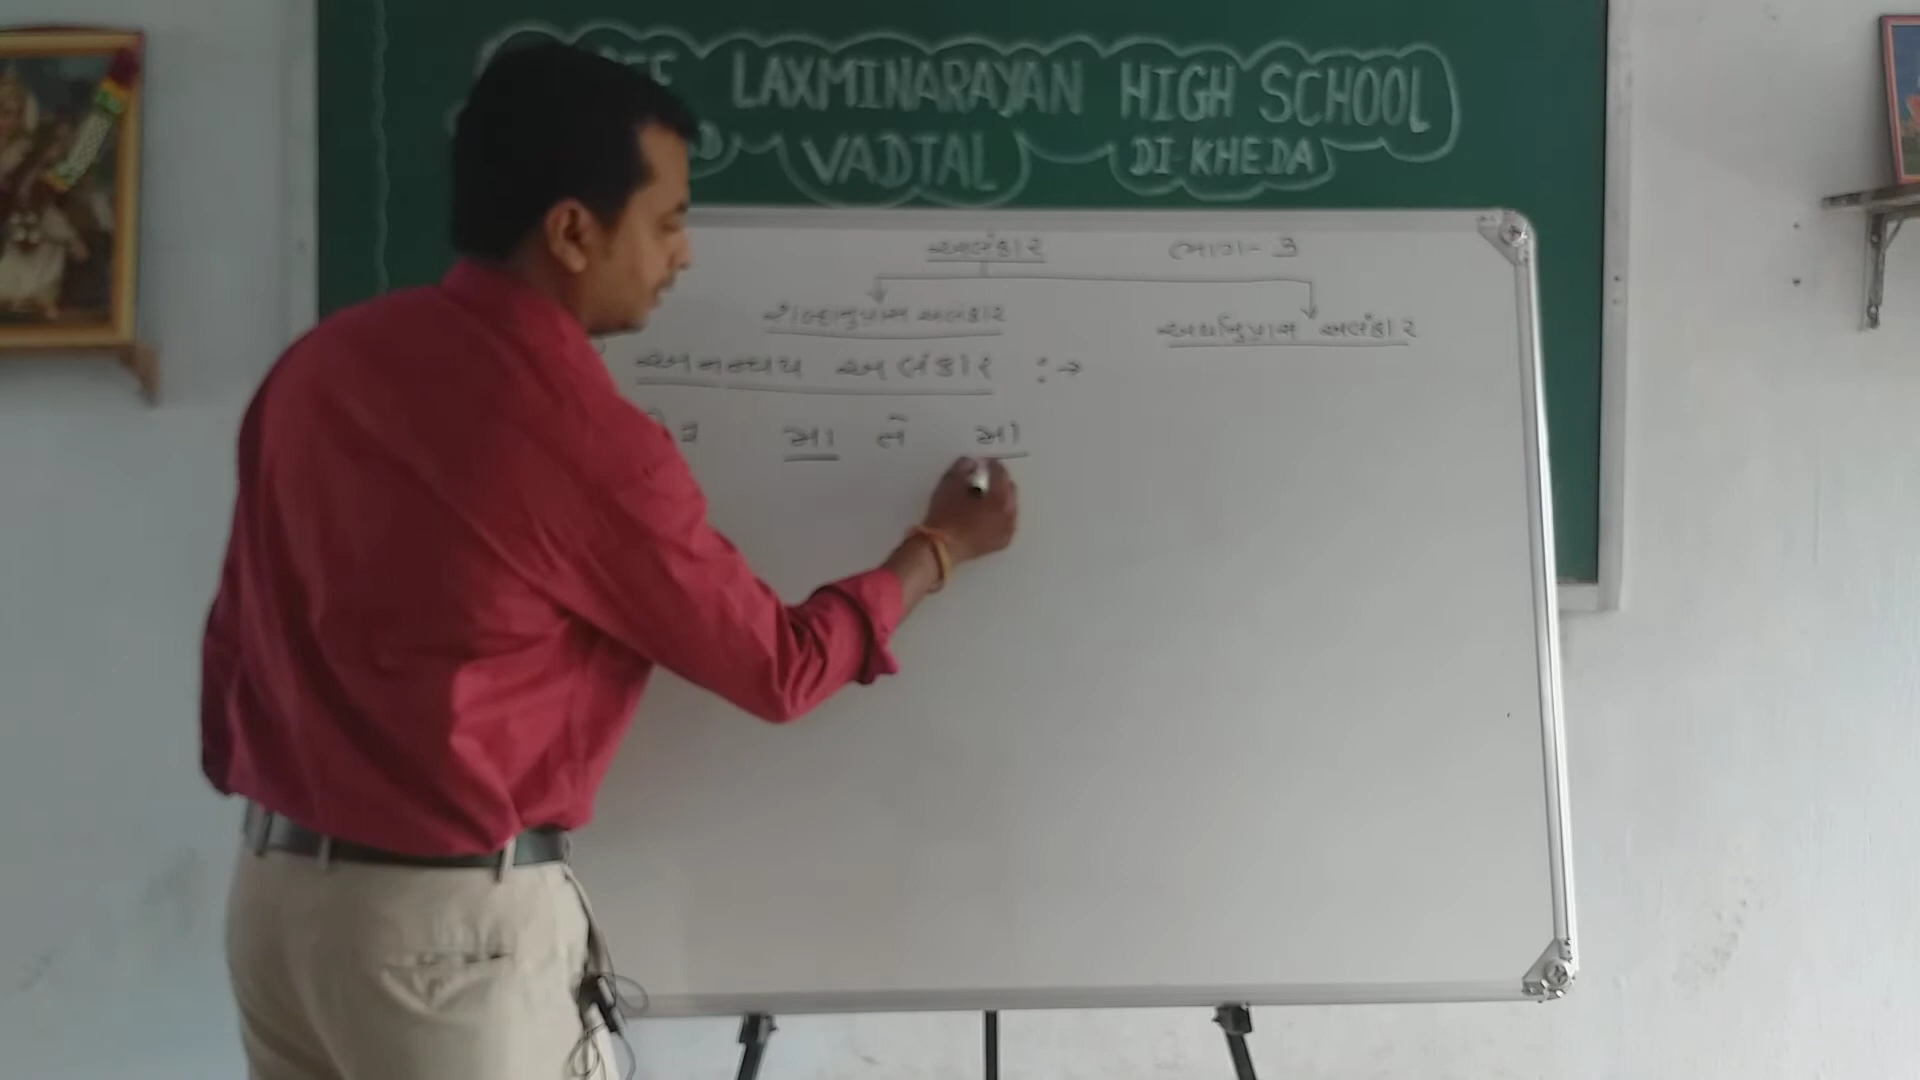 LAXMINARAYAN HIGH SCHOOL
VADTAL DI-KHEDA
અલંકાર ભાગ-3
શબ્દાનુપ્રાસ અલંકાર
અર્થાનુપ્રાસ અલંકાર
અનન્વય અલંકાર :→
મા તે મા